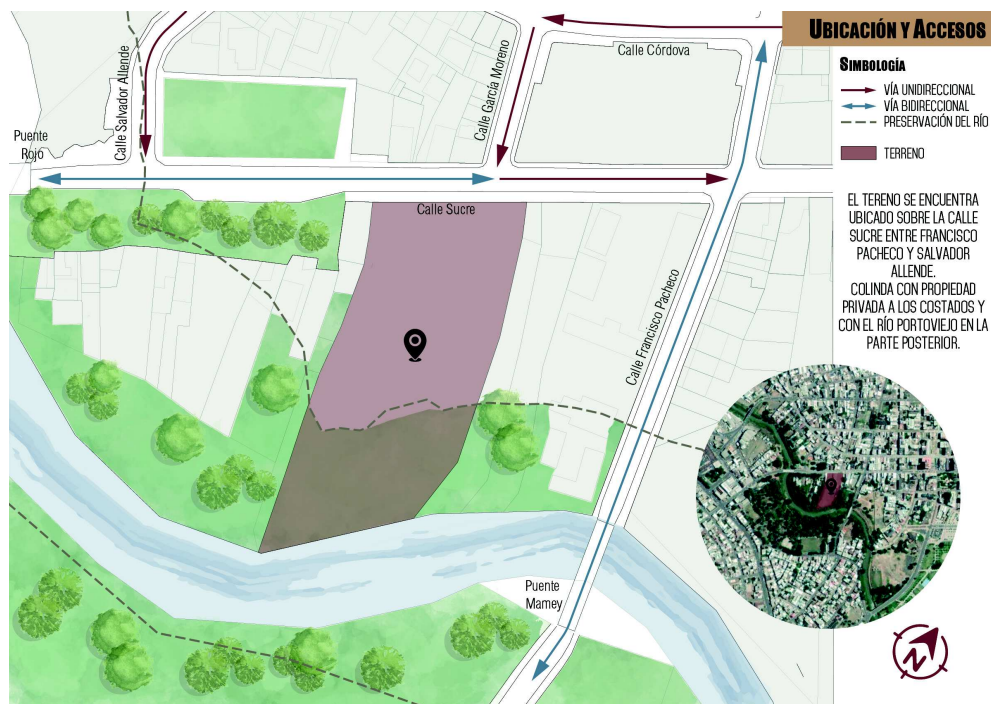 UBICACIÓN Y ACCESOS
SIMBOLOGÍA
VÍA UNIDIRECCIONAL
VÍA BIDIRECCIONAL
PRESERVACIÓN DEL RÍO
TERRENO
EL TERENO SE ENCUENTRA
UBICADO SOBRE LA CALLE
SUCRE ENTRE FRANCISCO
PACHECO Y SALVADOR
ALLENDE.
COLINDA CON PROPIEDAD
PRIVADA A LOS COSTADOS Y
CON EL RÍO PORTOVIEJO EN LA
PARTE POSTERIOR.
Calle Salvador Allende
Calle García Moreno
Calle Córdova
Puente
Rojo
Calle Sucre
Calle Francisco Pacheco
Puente
Mamey
N